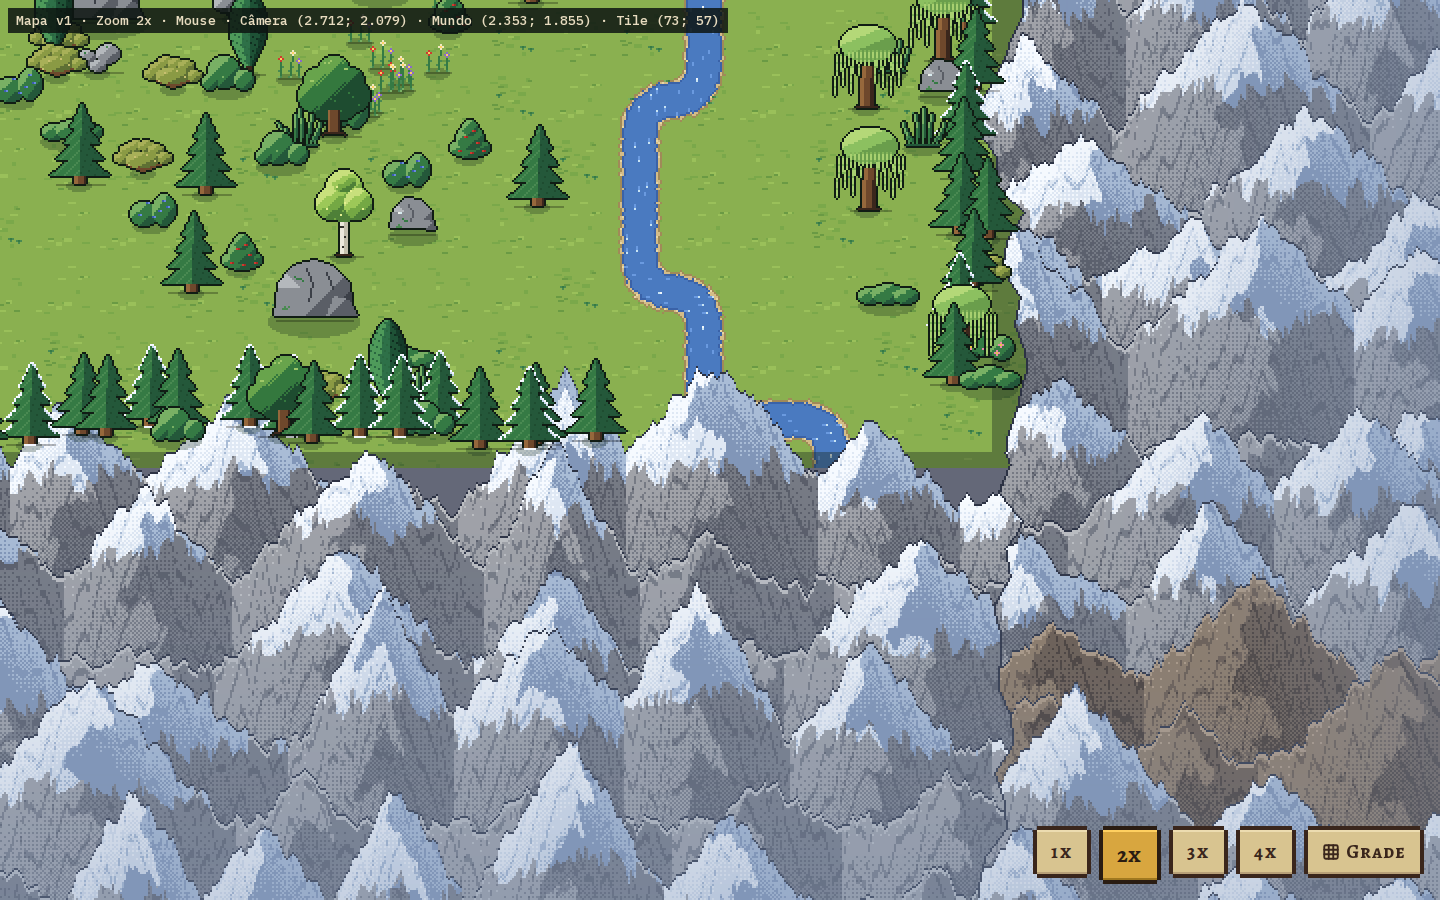 Mapa v1 · Zoom 2x · Mouse · Câmera (2.712; 2.079) · Mundo (2.353; 1.855) · Tile (73; 57)
1X
2X
3X
4X
Grade